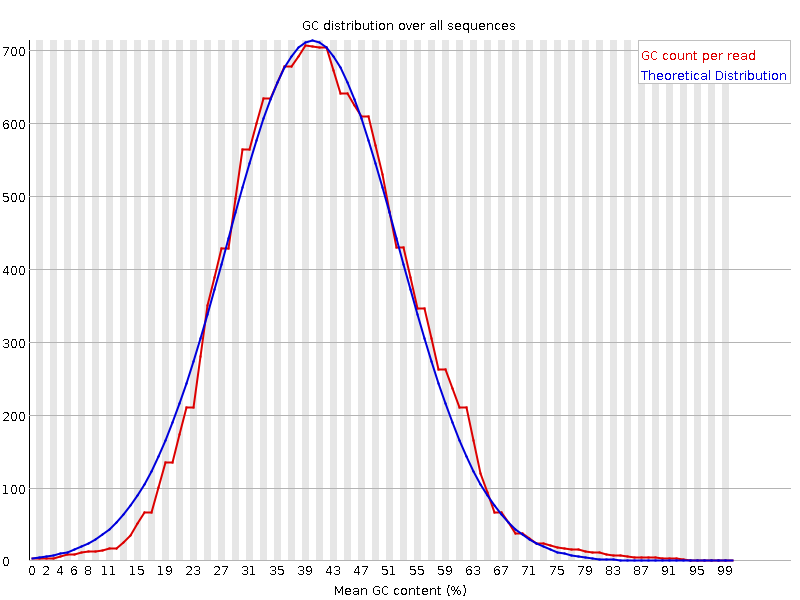 GC distribution over all sequences
GC count per read
Theoretical Distribution
700
600
500
400
300
200
100
0
0 2 4 6 8 11 15 19 23 27 31 35 39 43 47 51 55 59 63 67 71 75 79 83 87 91 95 99
Mean GC content (%)